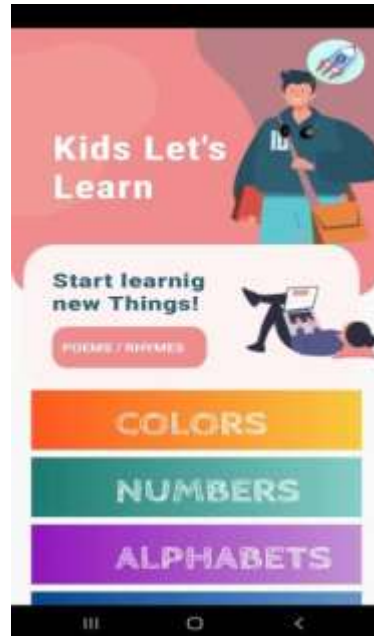 Kids Let's
Learn
Start learnig
new Things!
POEMS / RHYMES
COLORS
NUMBERS
ALPHABETS